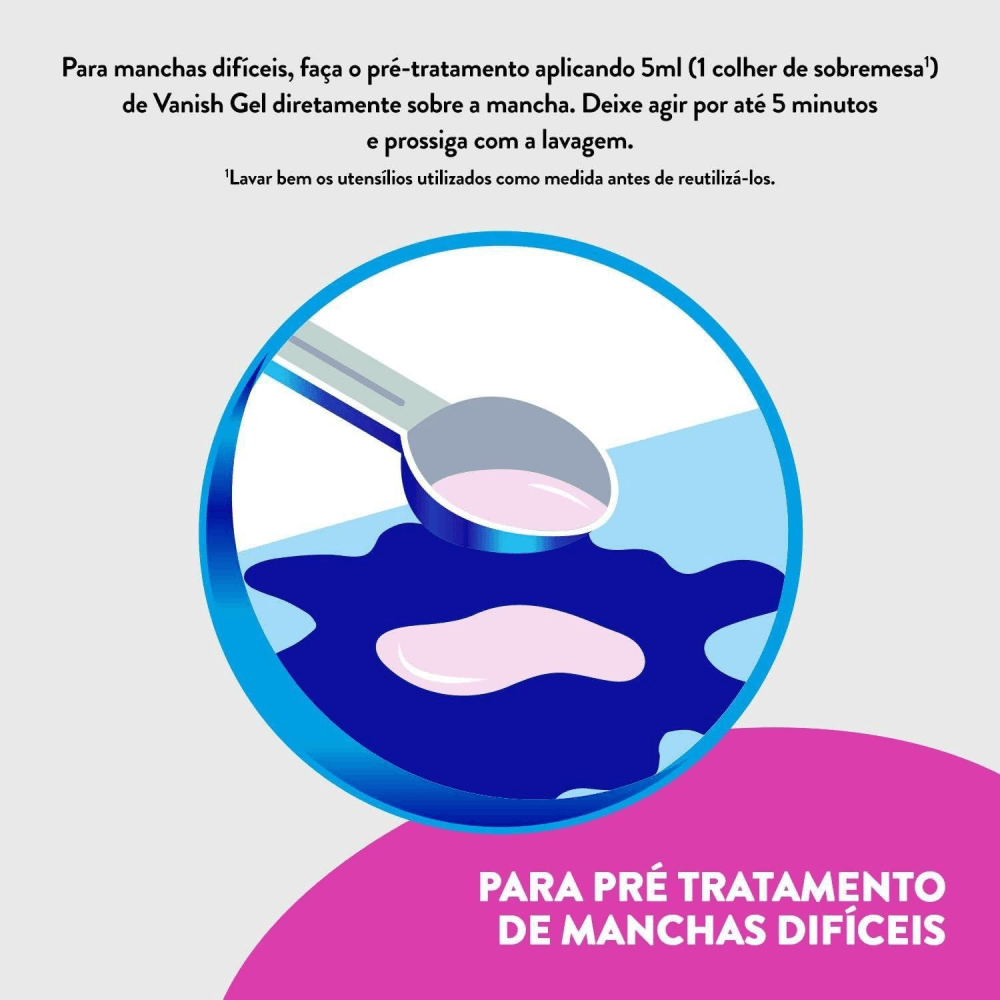 Para manchas difíceis, faça o pré-tratamento aplicando 5ml (1 colher de sobremesa¹)
de Vanish Gel diretamente sobre a mancha. Deixe agir por até 5 minutos
e prossiga com a lavagem.
¹Lavar bem os utensílios utilizados como medida antes de reutilizá-los.
PARA PRÉ TRATAMENTO
DE MANCHAS DIFÍCEIS